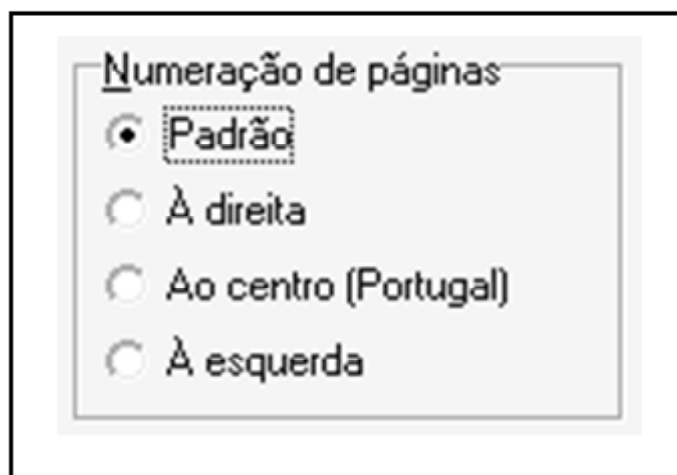 Numeração de páginas
Padrão
À direita
Ao centro (Portugal)
À esquerda